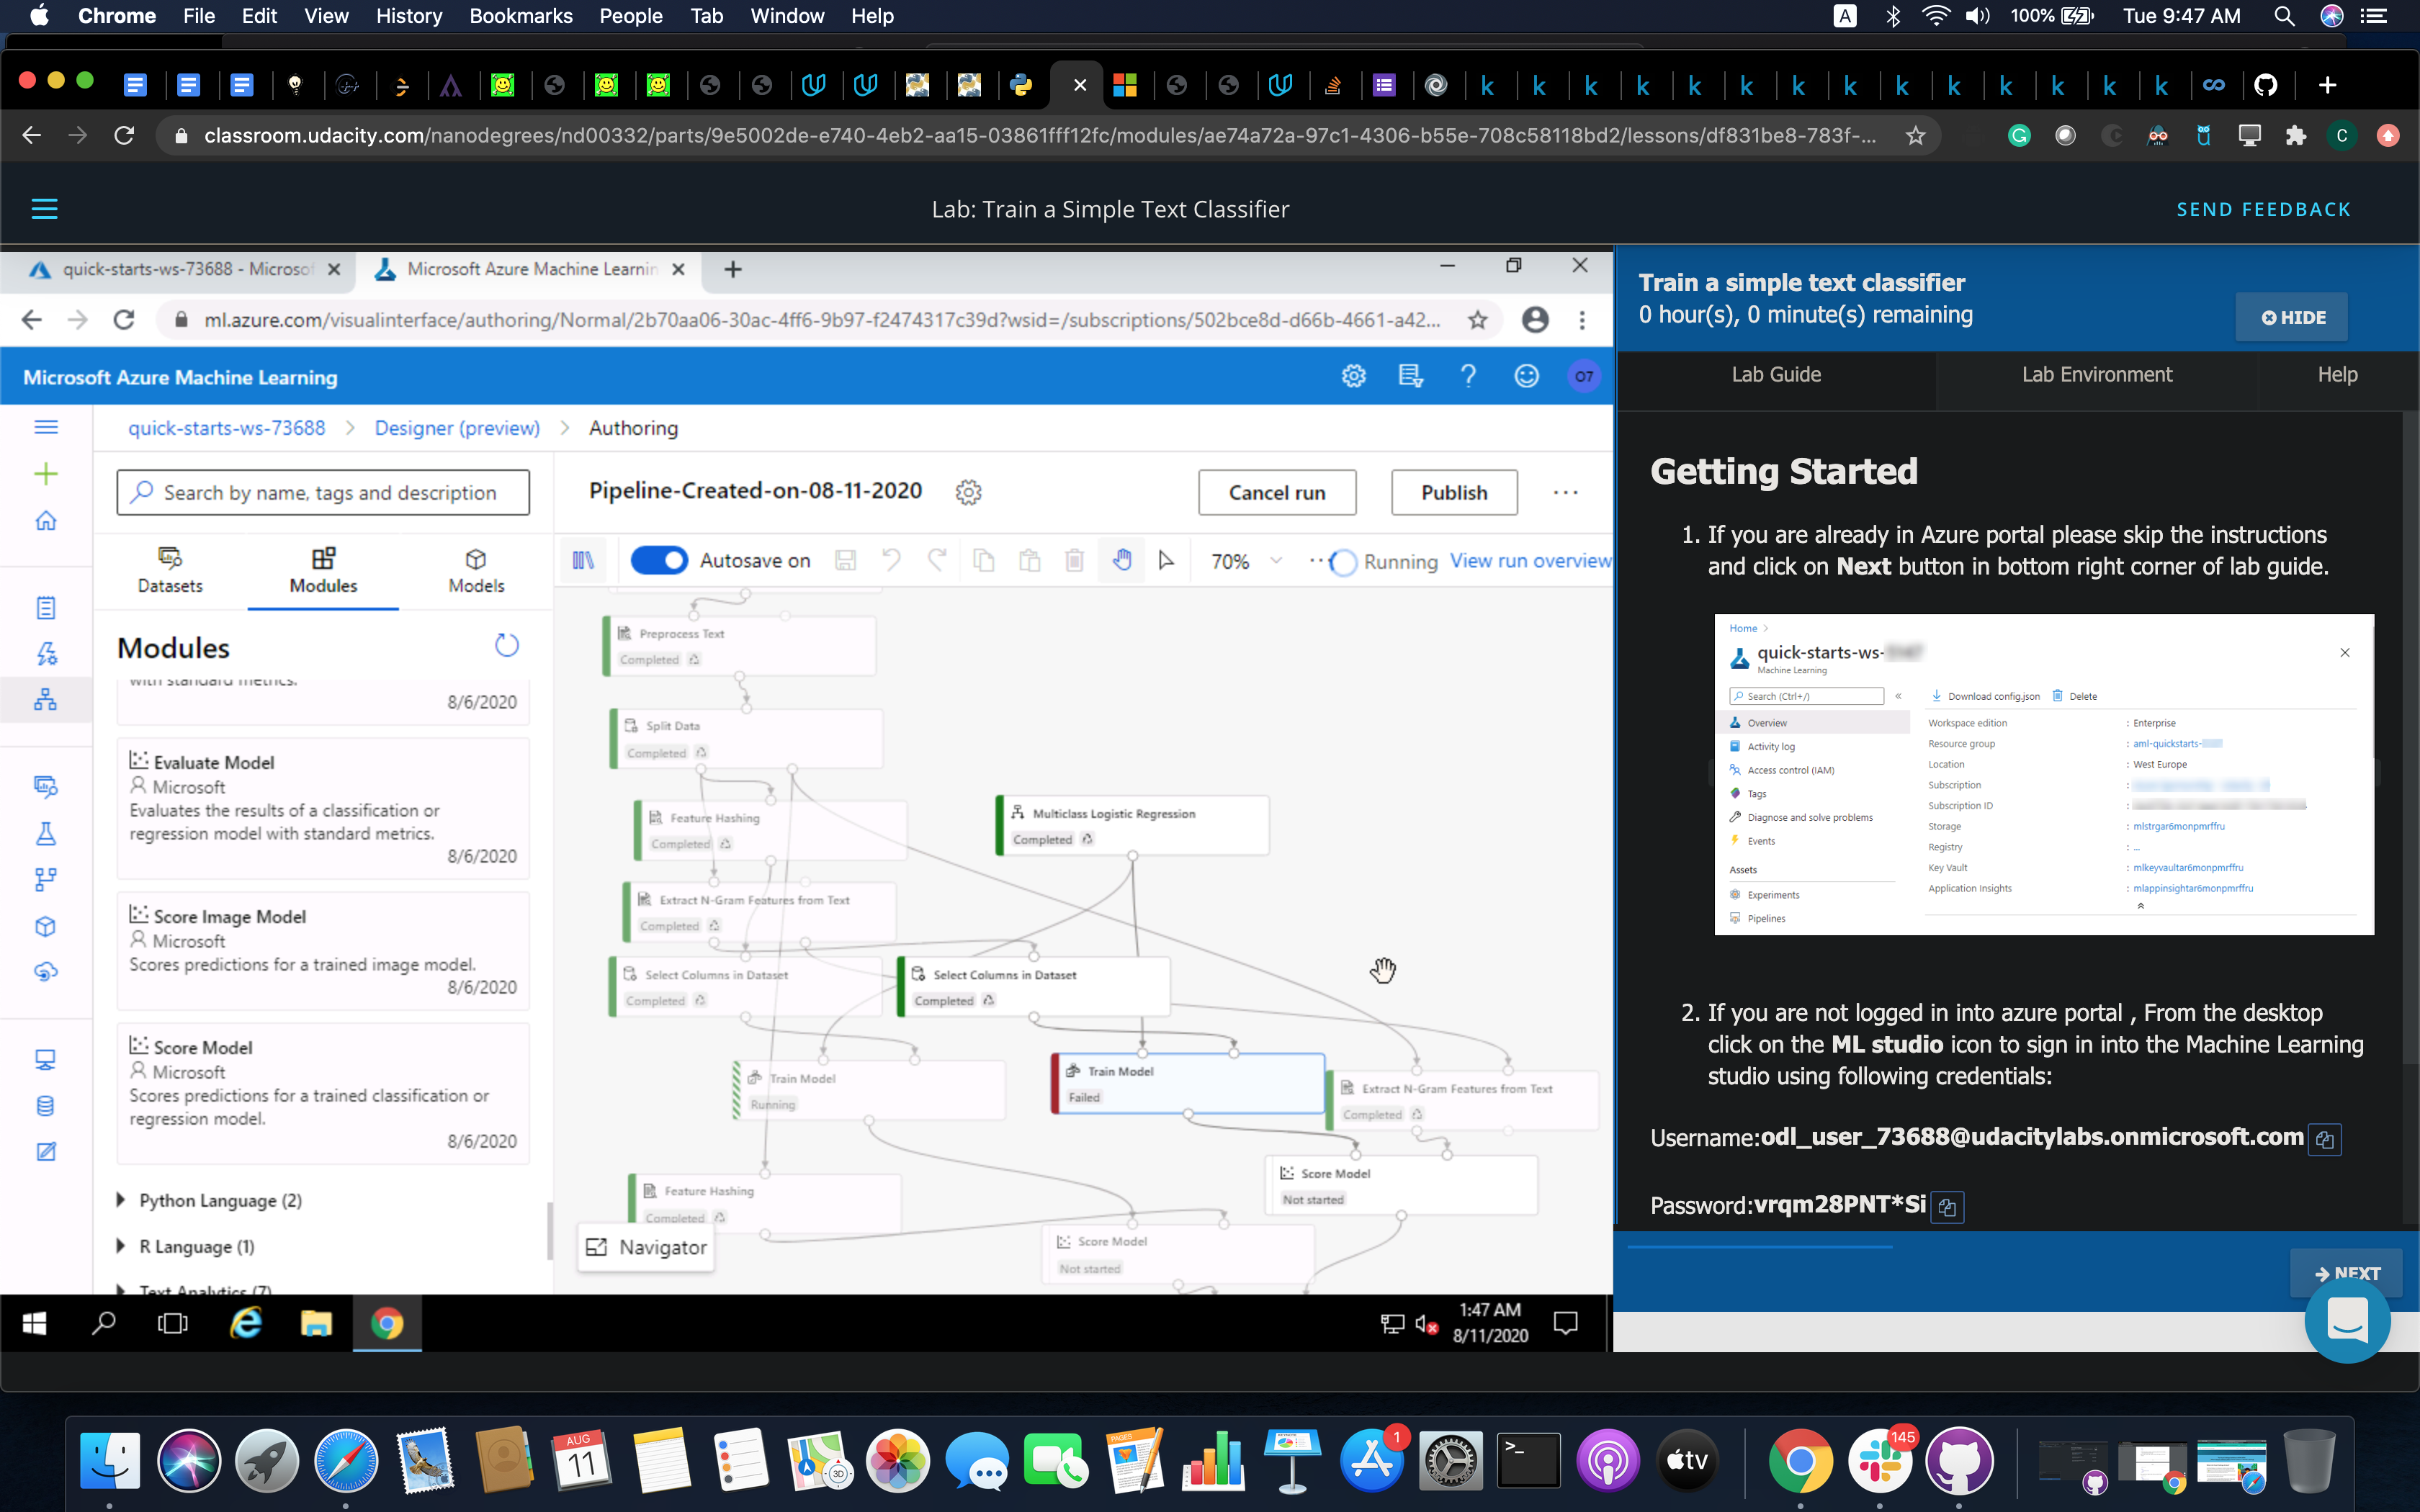 Chrome File Edit View History Bookmarks People Tab Window Help
A 100% Tue 9:47 AM
classroom.udacity.com/nanodegrees/nd00332/parts/9e5002de-e740-4eb2-aa15-03861fff12fc/modules/ae74a72a-97c1-4306-b55e-708c58118bd2/lessons/df831be8-783f-...
Lab: Train a Simple Text Classifier
SEND FEEDBACK
quick-starts-ws-73688 - Microsof
Microsoft Azure Machine Learnin
ml.azure.com/visualinterface/authoring/Normal/2b70aa06-30ac-4ff6-9b97-f2474317c39d?wsid=/subscriptions/502bce8d-d66b-4661-a42...
Microsoft Azure Machine Learning
O7
quick-starts-ws-73688 > Designer (preview) > Authoring
Search by name, tags and description
Datasets
Modules
Models
Modules
with standard metrics.
8/6/2020
Evaluate Model
Microsoft
Evaluates the results of a classification or
regression model with standard metrics.
8/6/2020
Score Image Model
Microsoft
Scores predictions for a trained image model.
8/6/2020
Score Model
Microsoft
Scores predictions for a trained classification or
regression model.
8/6/2020
Python Language (2)
R Language (1)
Text Analytics (7)
Pipeline-Created-on-08-11-2020
Cancel run
Publish
...
Autosave on
70%
Running
View run overview
Preprocess Text
Completed
Split Data
Completed
Feature Hashing
Completed
Multiclass Logistic Regression
Completed
Extract N-Gram Features from Text
Completed
Select Columns in Dataset
Completed
Select Columns in Dataset
Completed
Train Model
Running
Train Model
Failed
Extract N-Gram Features from Text
Completed
Score Model
Not started
Feature Hashing
Completed
Score Model
Not started
Navigator
1:47 AM
8/11/2020
Train a simple text classifier
0 hour(s), 0 minute(s) remaining
HIDE
Lab Guide
Lab Environment
Help
Getting Started
1. If you are already in Azure portal please skip the instructions
and click on Next button in bottom right corner of lab guide.
Home >
quick-starts-ws-
Machine Learning
Search (Ctrl+/)
«
Download config.json
Delete
Overview
Activity log
Access control (IAM)
Tags
Diagnose and solve problems
Events
Assets
Experiments
Pipelines
Workspace edition : Enterprise
Resource group : aml-quickstarts-
Location : West Europe
Subscription :
Subscription ID :
Storage : mlstrgar6monpmrffru
Registry : ...
Key Vault : mlkeyvaultar6monpmrffru
Application Insights : mlappinsightar6monpmrffru
2. If you are not logged in into azure portal , From the desktop
click on the ML studio icon to sign in into the Machine Learning
studio using following credentials:
Username:odl_user_73688@udacitylabs.onmicrosoft.com
Password:vrqm28PNT*Si
NEXT
AUG
11
3D
PAGES
1
tv
145